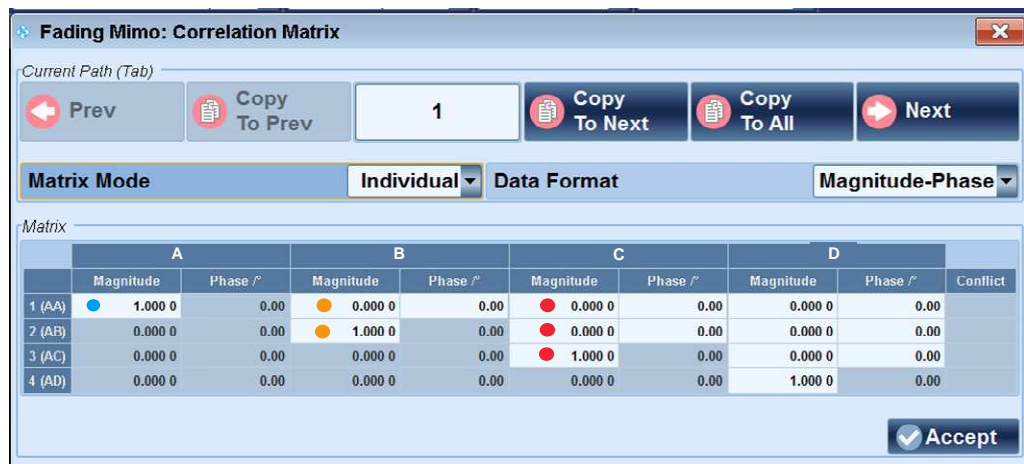 Fading Mimo: Correlation Matrix
Current Path (Tab)
Prev Copy To Prev 1 Copy To Next Copy To All Next
Matrix Mode Individual Data Format Magnitude-Phase
Matrix
A B C D
Magnitude Phase /° Magnitude Phase /° Magnitude Phase /° Magnitude Phase /° Conflict
1 (AA) 1.000 0 0.00 0.000 0 0.00 0.000 0 0.00 0.000 0 0.00
2 (AB) 0.000 0 0.00 1.000 0 0.00 0.000 0 0.00 0.000 0 0.00
3 (AC) 0.000 0 0.00 0.000 0 0.00 1.000 0 0.00 0.000 0 0.00
4 (AD) 0.000 0 0.00 0.000 0 0.00 0.000 0 0.00 1.000 0 0.00
Accept